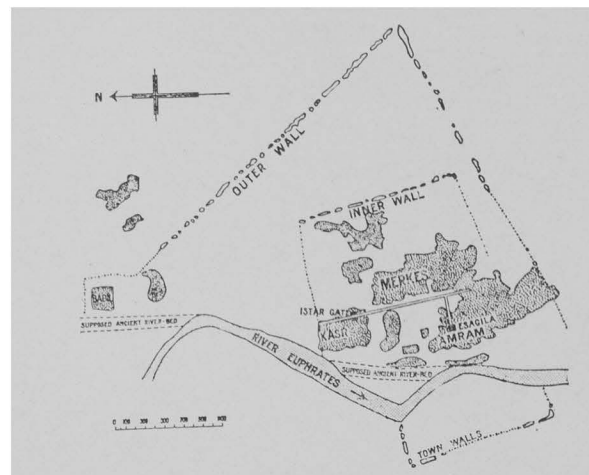 N
OUTER WALL
INNER WALL
MERKES
BABIL
ISTAR GATE
KASR
ESAGILA
AMRAM
SUPPOSED ANCIENT RIVER-BED
RIVER EUPHRATES
SUPPOSED ANCIENT RIVER-BED
TOWN WALLS